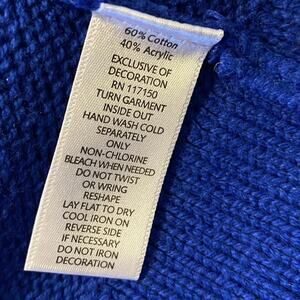 60% Cotton
40% Acrylic
EXCLUSIVE OF
DECORATION
RN 117150
TURN GARMENT
INSIDE OUT
HAND WASH COLD
SEPARATELY
ONLY
NON-CHLORINE
BLEACH WHEN NEEDED
DO NOT TWIST
OR WRING
RESHAPE
LAY FLAT TO DRY
COOL IRON ON
REVERSE SIDE
IF NECESSARY
DO NOT IRON
DECORATION